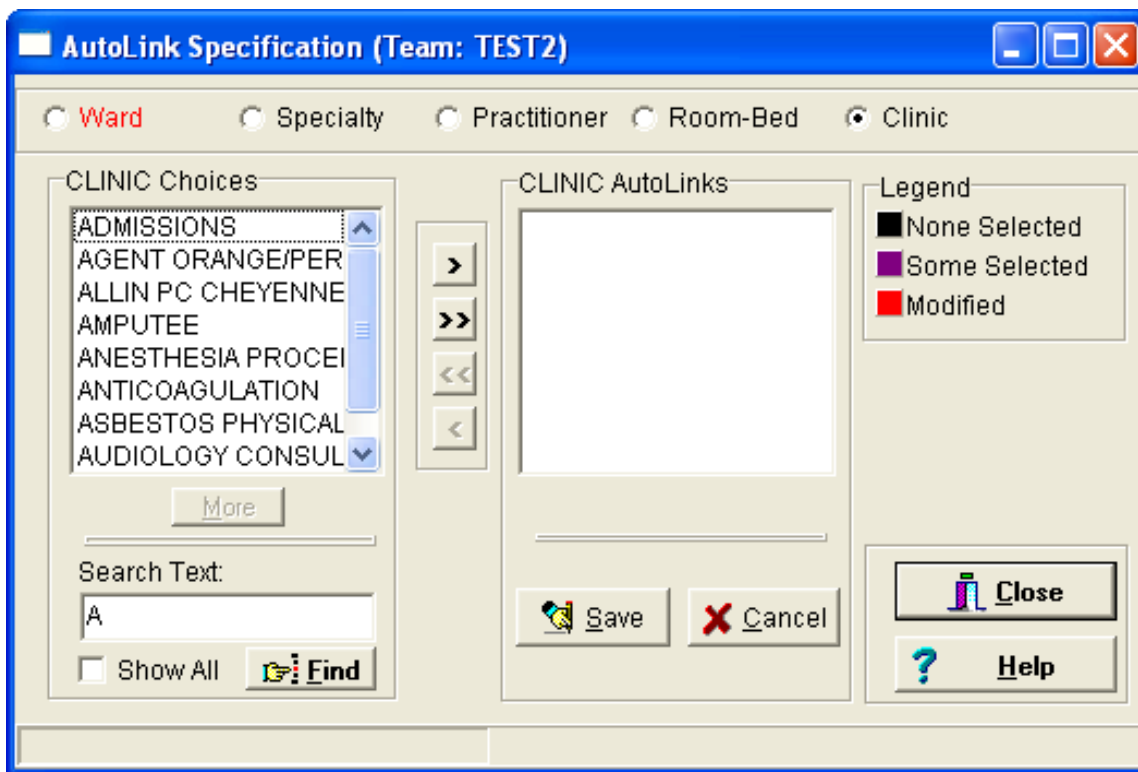 AutoLink Specification (Team: TEST2)
Ward Specialty Practitioner Room-Bed Clinic
CLINIC Choices
ADMISSIONS
AGENT ORANGE/PER
ALLIN PC CHEYENNE
AMPUTEE
ANESTHESIA PROCE
ANTICOAGULATION
ASBESTOS PHYSICAL
AUDIOLOGY CONSUL
More
Search Text:
A
Show All Find
>
>>
<<
<
CLINIC AutoLinks
Save Cancel
Legend
None Selected
Some Selected
Modified
Close
? Help